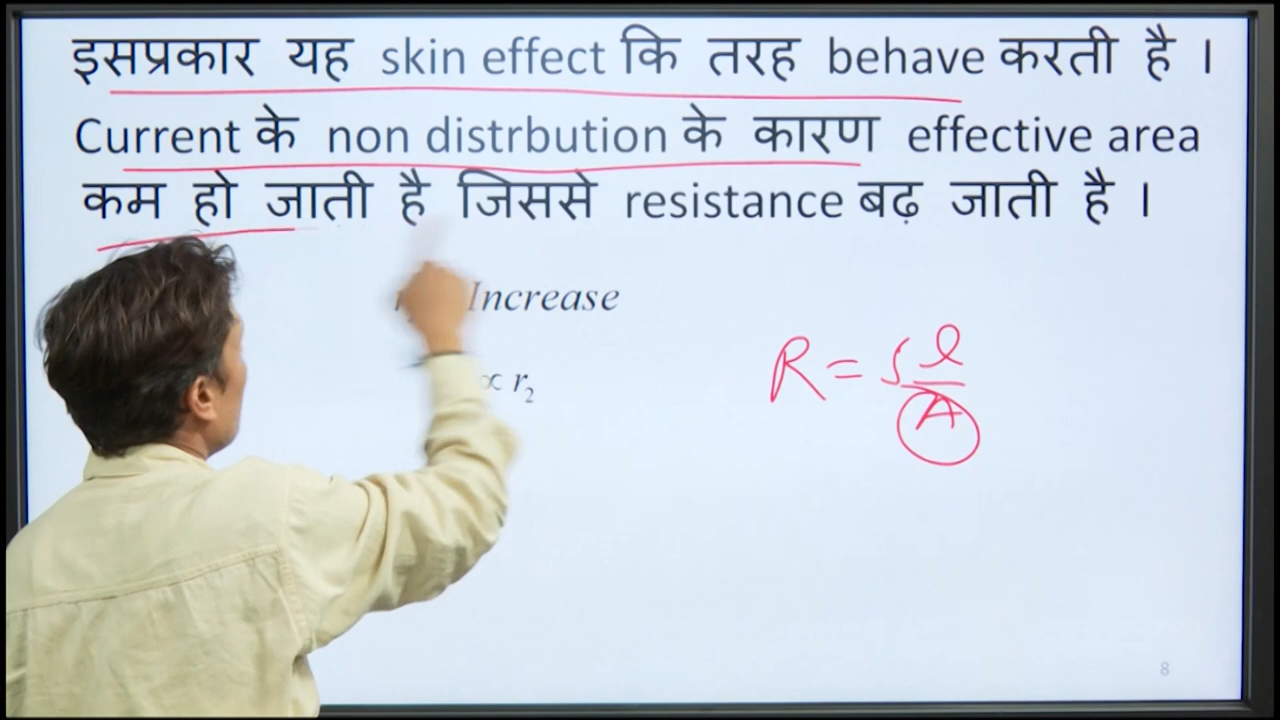 इसप्रकार यह skin effect कि तरह behave करती है ।
Current के non distrbution के कारण effective area
कम हो जाती है जिससे resistance बढ़ जाती है ।
Increase
∝ r₂
R = ρ l / A
8